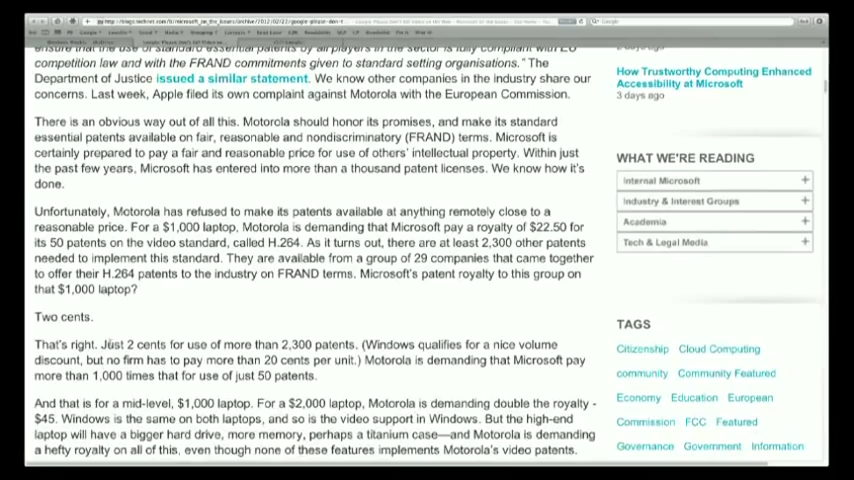 ensure that the use of standard essential patents by all players in the sector is fully compliant with EU
competition law and with the FRAND commitments given to standard setting organisations." The
Department of Justice issued a similar statement. We know other companies in the industry share our
concerns. Last week, Apple filed its own complaint against Motorola with the European Commission.
There is an obvious way out of all this. Motorola should honor its promises, and make its standard
essential patents available on fair, reasonable and nondiscriminatory (FRAND) terms. Microsoft is
certainly prepared to pay a fair and reasonable price for use of others' intellectual property. Within just
the past few years, Microsoft has entered into more than a thousand patent licenses. We know how it's
done.
Unfortunately, Motorola has refused to make its patents available at anything remotely close to a
reasonable price. For a $1,000 laptop, Motorola is demanding that Microsoft pay a royalty of $22.50 for
its 50 patents on the video standard, called H.264. As it turns out, there are at least 2,300 other patents
needed to implement this standard. They are available from a group of 29 companies that came together
to offer their H.264 patents to the industry on FRAND terms. Microsoft's patent royalty to this group on
that $1,000 laptop?
Two cents.
That's right. Just 2 cents for use of more than 2,300 patents. (Windows qualifies for a nice volume
discount, but no firm has to pay more than 20 cents per unit.) Motorola is demanding that Microsoft pay
more than 1,000 times that for use of just 50 patents.
And that is for a mid-level, $1,000 laptop. For a $2,000 laptop, Motorola is demanding double the royalty -
$45. Windows is the same on both laptops, and so is the video support in Windows. But the high-end
laptop will have a bigger hard drive, more memory, perhaps a titanium case—and Motorola is demanding
a hefty royalty on all of this, even though none of these features implements Motorola's video patents.
How Trustworthy Computing Enhanced
Accessibility at Microsoft
3 days ago
WHAT WE'RE READING
Internal Microsoft +
Industry & Interest Groups +
Academia +
Tech & Legal Media +
TAGS
Citizenship Cloud Computing
community Community Featured
Economy Education European
Commission FCC Featured
Governance Government Information